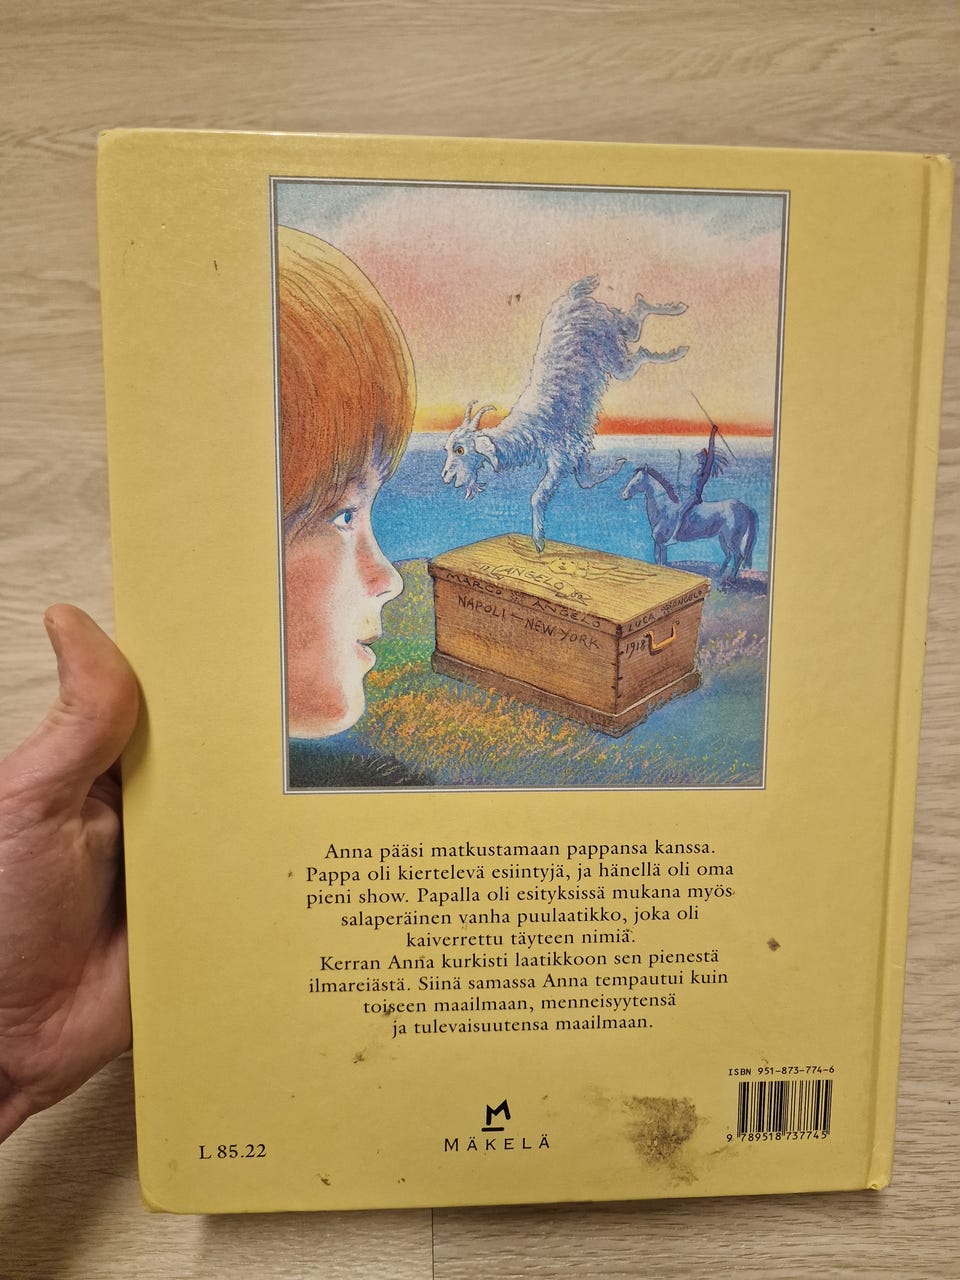 ANGELO
MARCO ANGELO
NAPOLI - NEW YORK
LUCA ANGELO
1918
Anna pääsi matkustamaan pappansa kanssa.
Pappa oli kiertelevä esiintyjä, ja hänellä oli oma
pieni show. Papalla oli esityksissä mukana myös
salaperäinen vanha puulaatikko, joka oli
kaiverrettu täyteen nimiä.
Kerran Anna kurkisti laatikkoon sen pienestä
ilmareiästä. Siinä samassa Anna tempautui kuin
toiseen maailmaan, menneisyytensä
ja tulevaisuutensa maailmaan.
ISBN 951-873-774-6
9 789518 737745
L 85.22
M
MÄKELÄ